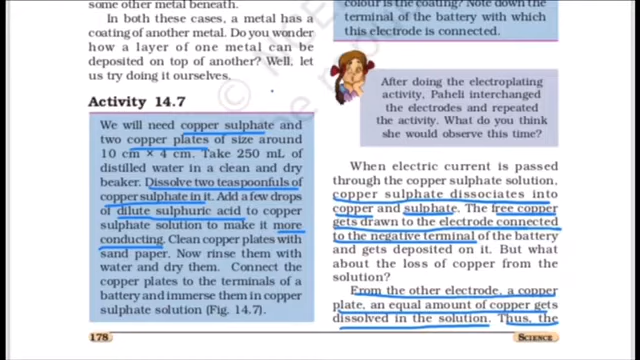 some other metal beneath.
In both these cases, a metal has a
coating of another metal. Do you wonder
how a layer of one metal can be
deposited on top of another? Well, let
us try doing it ourselves.
Activity 14.7
We will need copper sulphate and
two copper plates of size around
10 cm × 4 cm. Take 250 mL of
distilled water in a clean and dry
beaker. Dissolve two teaspoonfuls of
copper sulphate in it. Add a few drops
of dilute sulphuric acid to copper
sulphate solution to make it more
conducting. Clean copper plates with
sand paper. Now rinse them with
water and dry them. Connect the
copper plates to the terminals of a
battery and immerse them in copper
sulphate solution (Fig. 14.7).
178
colour is the coating? Note down the
terminal of the battery with which
this electrode is connected.
After doing the electroplating
activity, Paheli interchanged
the electrodes and repeated
the activity. What do you think
she would observe this time?
When electric current is passed
through the copper sulphate solution,
copper sulphate dissociates into
copper and sulphate. The free copper
gets drawn to the electrode connected
to the negative terminal of the battery
and gets deposited on it. But what
about the loss of copper from the
solution?
From the other electrode, a copper
plate, an equal amount of copper gets
dissolved in the solution. Thus, the
SCIENCE